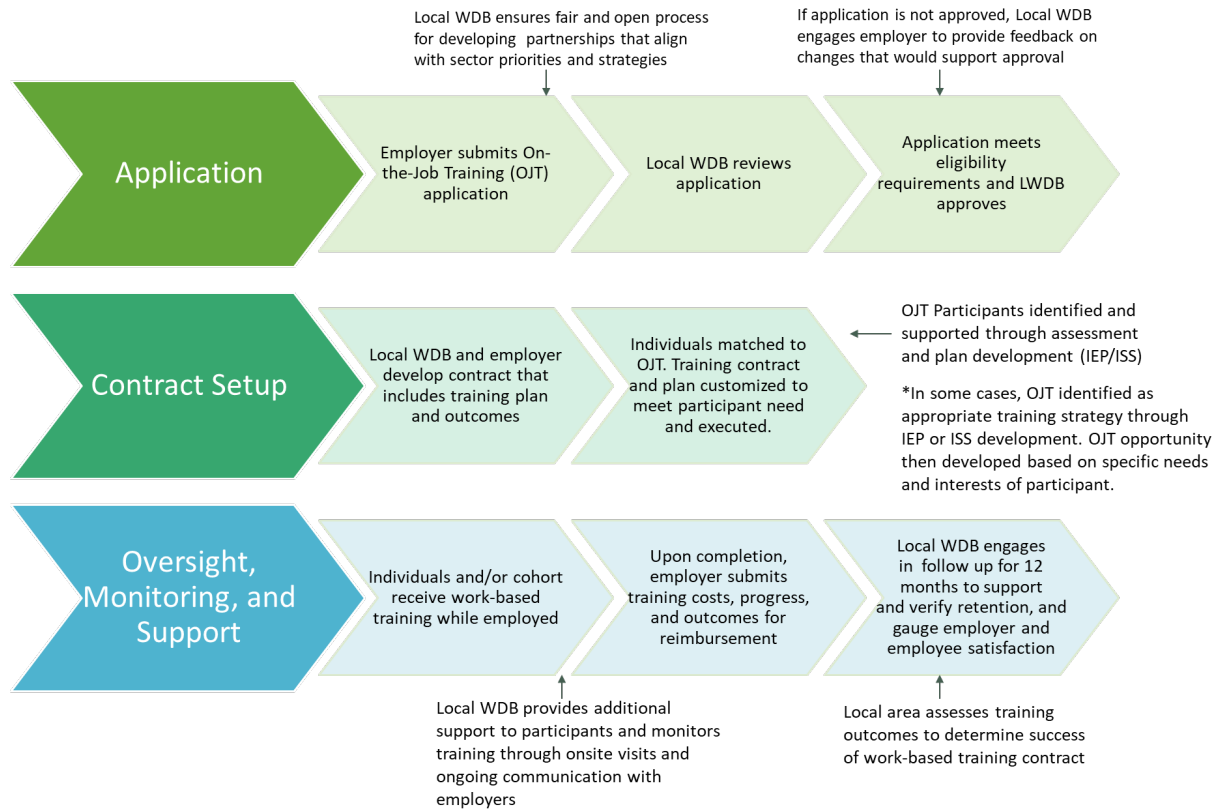 Local WDB ensures fair and open process
for developing partnerships that align
with sector priorities and strategies
If application is not approved, Local WDB
engages employer to provide feedback on
changes that would support approval
Application
Employer submits On-
the-Job Training (OJT)
application
Local WDB reviews
application
Application meets
eligibility
requirements and LWDB
approves
Contract Setup
Local WDB and employer
develop contract that
includes training plan
and outcomes
Individuals matched to
OJT. Training contract
and plan customized to
meet participant need
and executed.
OJT Participants identified and
supported through assessment
and plan development (IEP/ISS)
*In some cases, OJT identified as
appropriate training strategy through
IEP or ISS development. OJT opportunity
then developed based on specific needs
and interests of participant.
Oversight,
Monitoring, and
Support
Individuals and/or cohort
receive work-based
training while employed
Upon completion,
employer submits
training costs, progress,
and outcomes for
reimbursement
Local WDB engages
in follow up for 12
months to support
and verify retention, and
gauge employer and
employee satisfaction
Local WDB provides additional
support to participants and monitors
training through onsite visits and
ongoing communication with
employers
Local area assesses training
outcomes to determine success
of work-based training contract